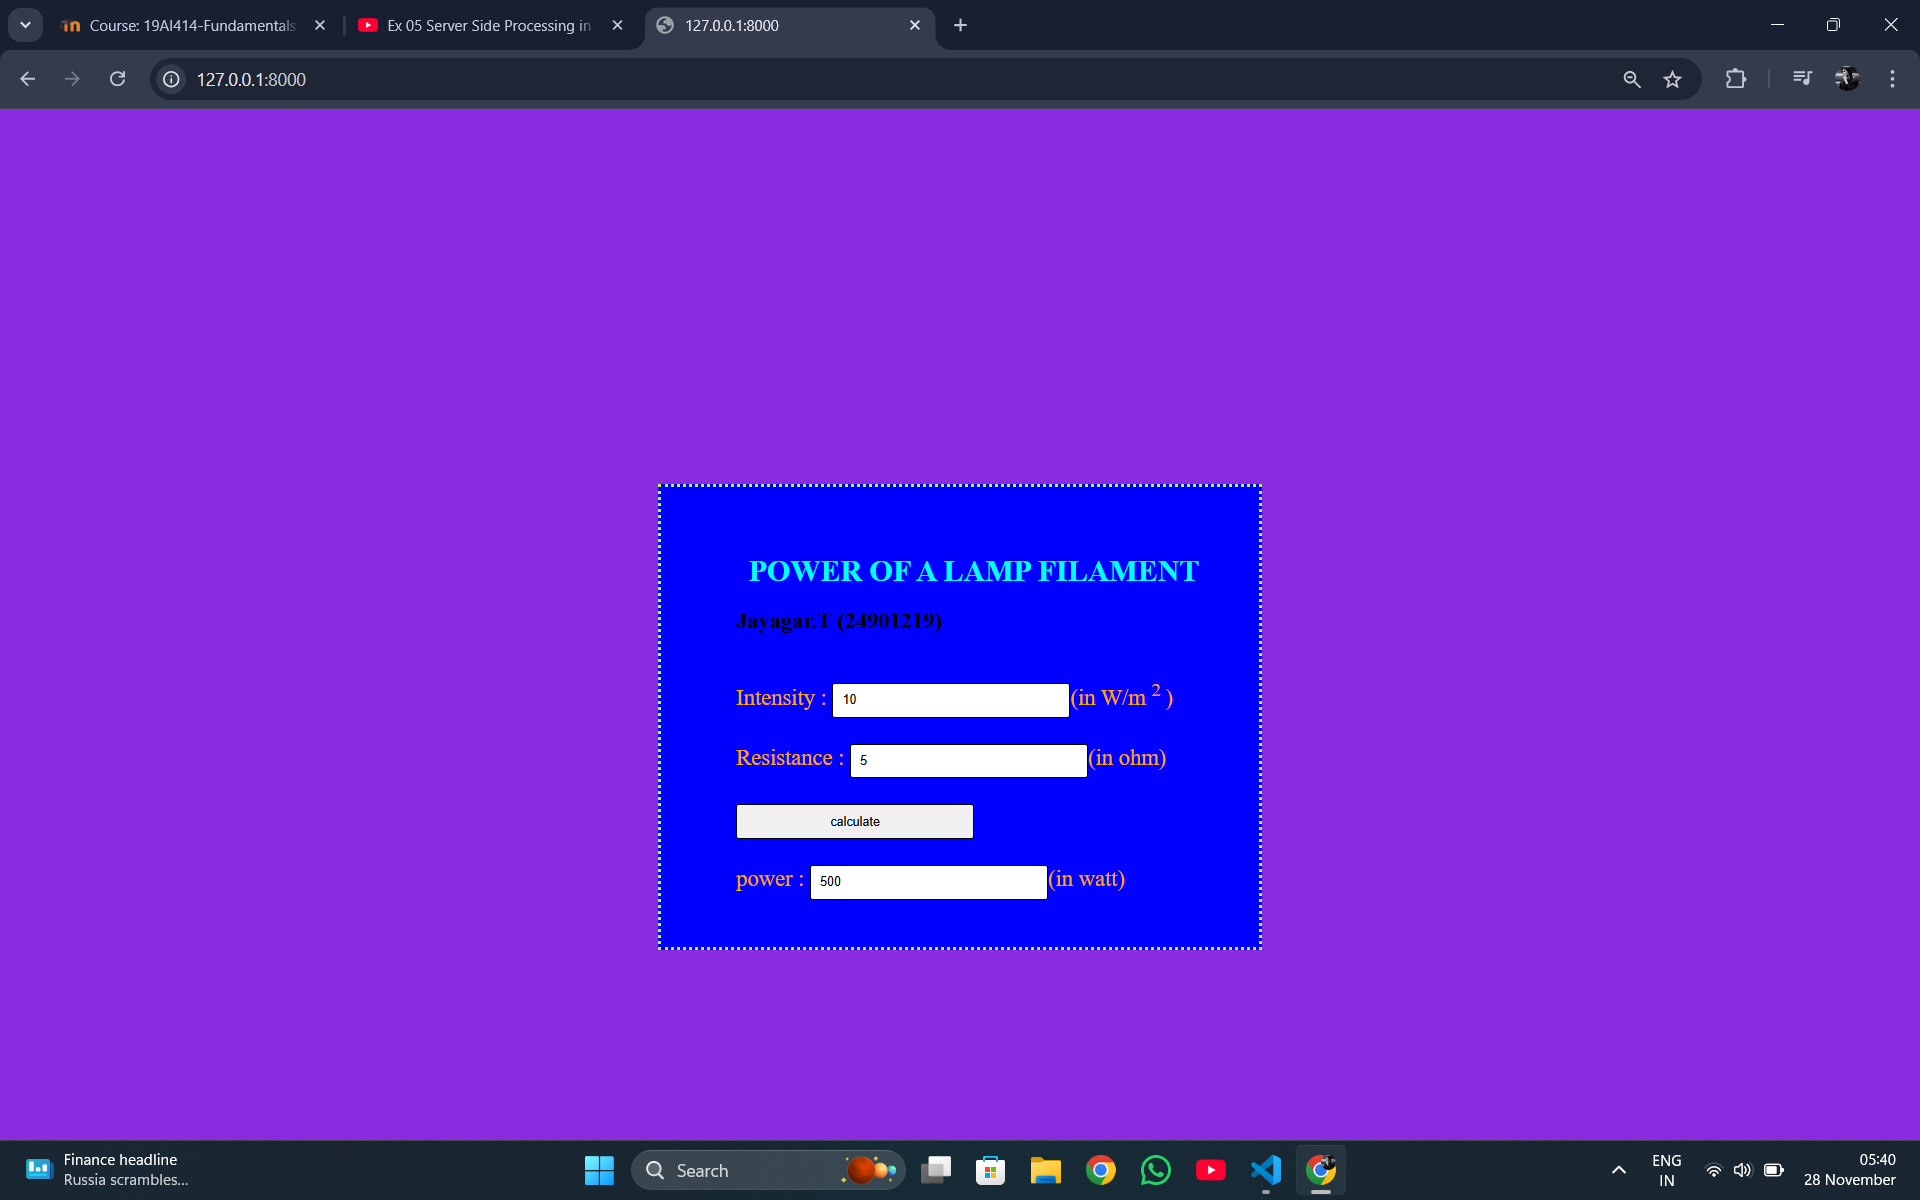 Course: 19AI414-Fundamentals
Ex 05 Server Side Processing in
127.0.0.1:8000
127.0.0.1:8000
POWER OF A LAMP FILAMENT
Jayagar.T (24901219)
Intensity : 10 (in W/m 2 )
Resistance : 5 (in ohm)
calculate
power : 500 (in watt)
Finance headline
Russia scrambles...
Search
ENG
IN
05:40
28 November